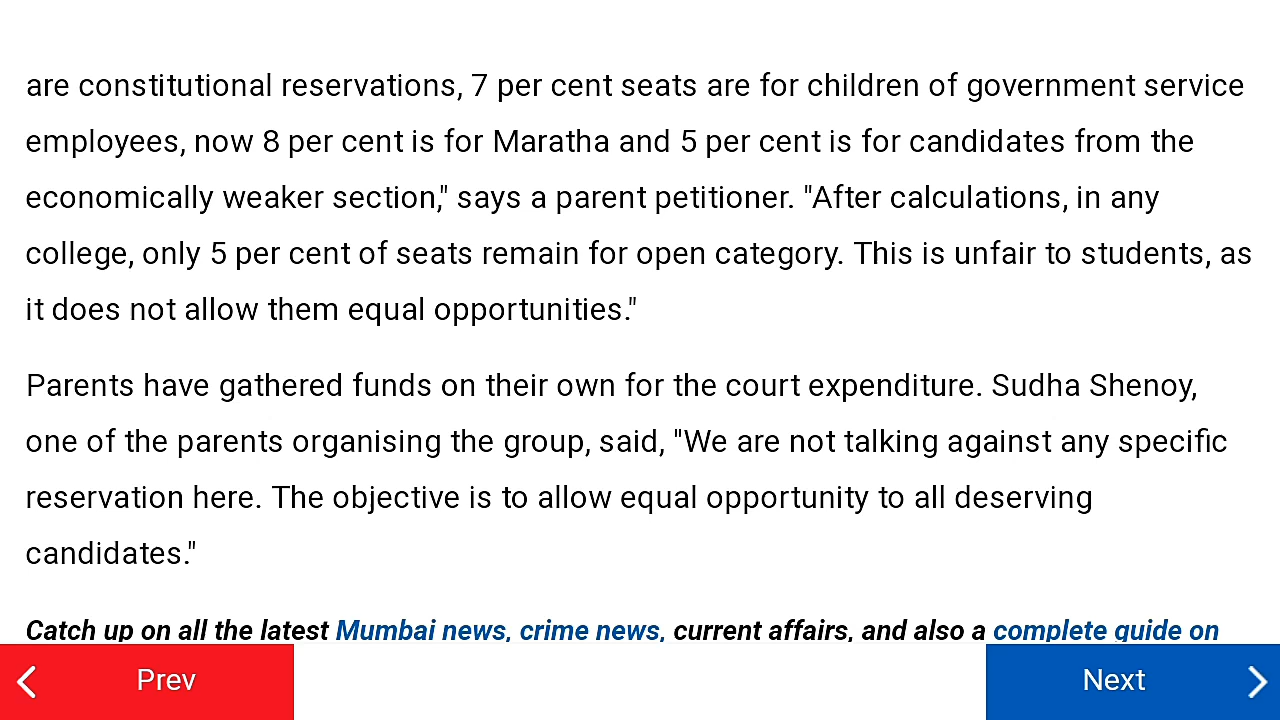 are constitutional reservations, 7 per cent seats are for children of government service
employees, now 8 per cent is for Maratha and 5 per cent is for candidates from the
economically weaker section," says a parent petitioner. "After calculations, in any
college, only 5 per cent of seats remain for open category. This is unfair to students, as
it does not allow them equal opportunities."
Parents have gathered funds on their own for the court expenditure. Sudha Shenoy,
one of the parents organising the group, said, "We are not talking against any specific
reservation here. The objective is to allow equal opportunity to all deserving
candidates."
Catch up on all the latest Mumbai news, crime news, current affairs, and also a complete guide on
Prev
Next